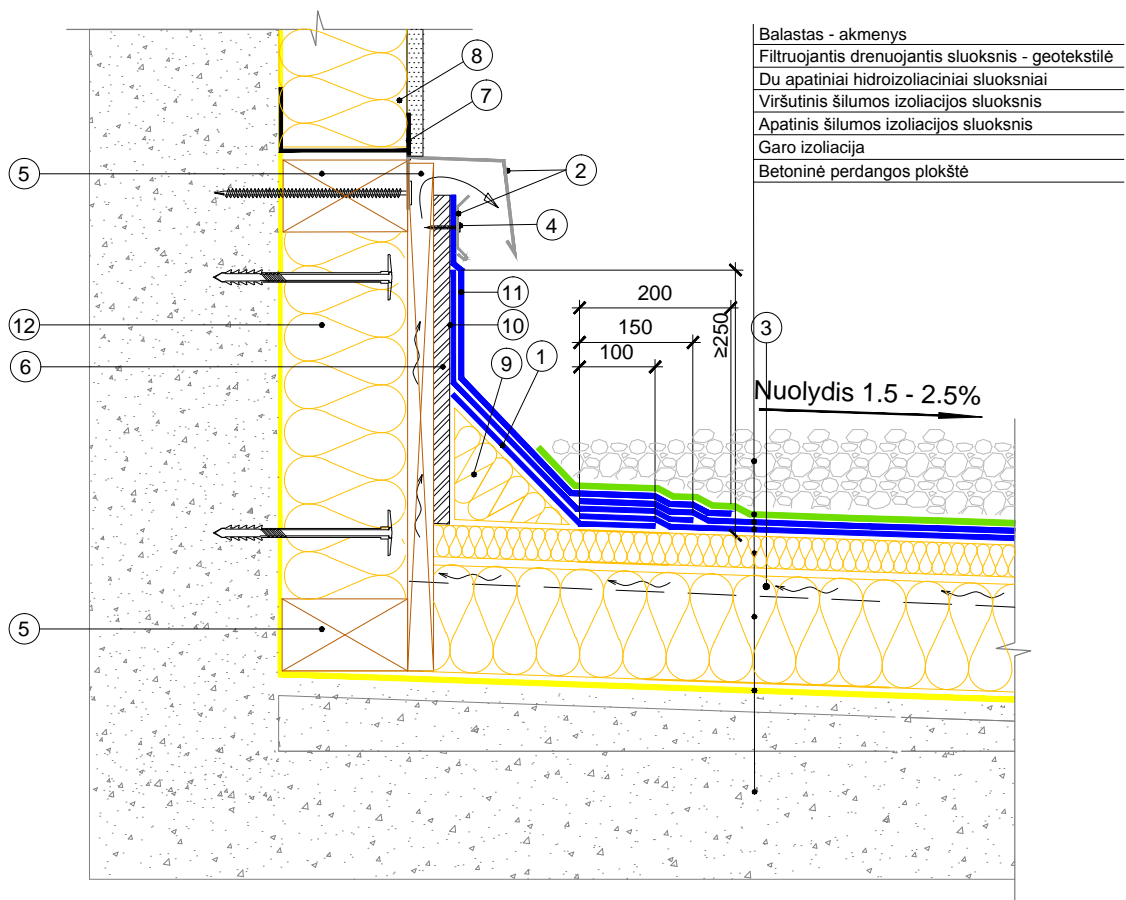 Balastas - akmenys
Filtruojantis drenuojantis sluoksnis - geotekstilė
Du apatiniai hidroizoliaciniai sluoksniai
Viršutinis šilumos izoliacijos sluoksnis
Apatinis šilumos izoliacijos sluoksnis
Garo izoliacija
Betoninė perdangos plokštė
8
7
5
2
4
11
200
12
10
150
≥250
3
6
9
1
100
Nuolydis 1.5 - 2.5%
5